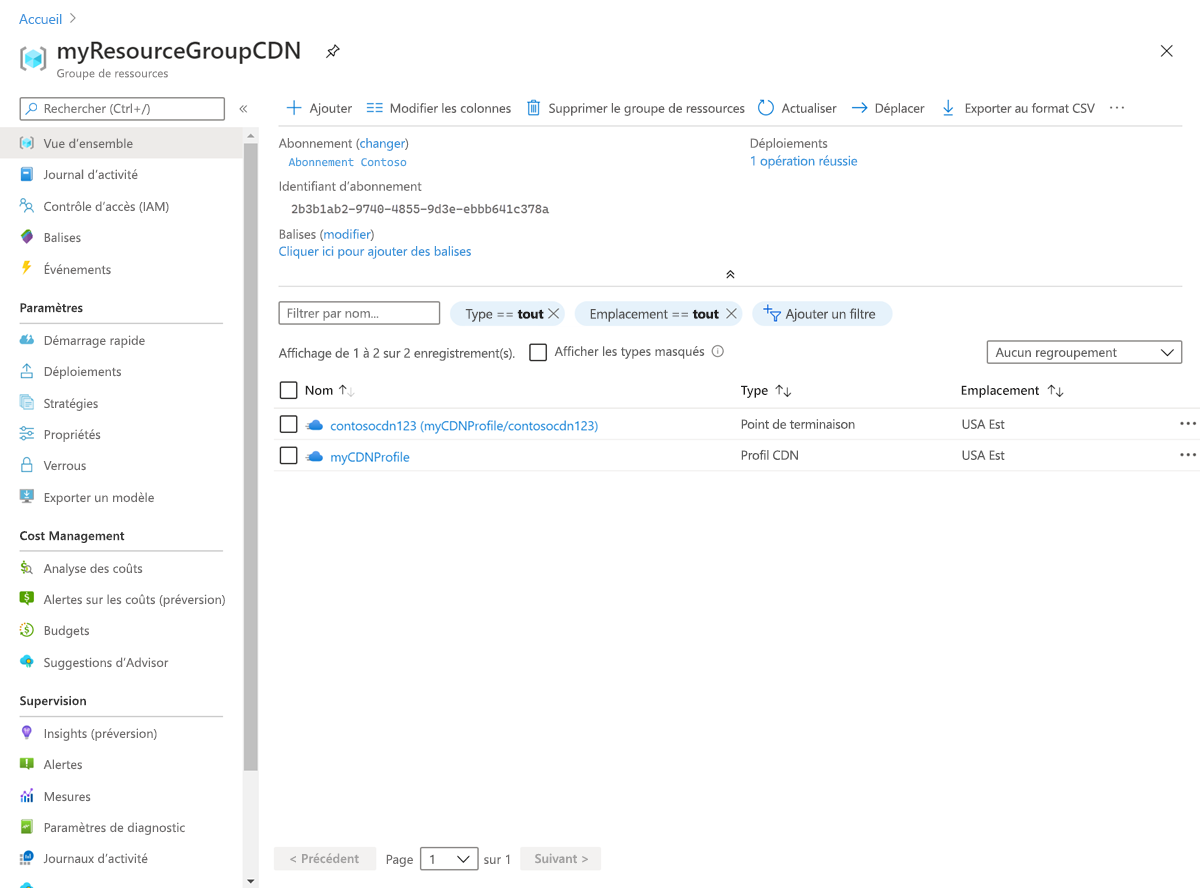 Accueil >
myResourceGroupCDN
Groupe de ressources
Rechercher (Ctrl+/)
«
Vue d’ensemble
Journal d’activité
Contrôle d’accès (IAM)
Balises
Événements
Paramètres
Démarrage rapide
Déploiements
Stratégies
Propriétés
Verrous
Exporter un modèle
Cost Management
Analyse des coûts
Alertes sur les coûts (préversion)
Budgets
Suggestions d’Advisor
Supervision
Insights (préversion)
Alertes
Mesures
Paramètres de diagnostic
Journaux d’activité
Ajouter Modifier les colonnes Supprimer le groupe de ressources Actualiser Déplacer Exporter au format CSV ···
Abonnement (changer)
Abonnement Contoso
Identifiant d’abonnement
2b3b1ab2-9740-4855-9d3e-ebbb641c378a
Balises (modifier)
Cliquer ici pour ajouter des balises
Déploiements
1 opération réussie
Filtrer par nom... Type == tout Emplacement == tout Ajouter un filtre
Affichage de 1 à 2 sur 2 enregistrement(s). Afficher les types masqués Aucun regroupement
Nom ↑↓ Type ↑↓ Emplacement ↑↓
contosocdn123 (myCDNProfile/contosocdn123) Point de terminaison USA Est ···
myCDNProfile Profil CDN USA Est ···
< Précédent Page 1 sur 1 Suivant >